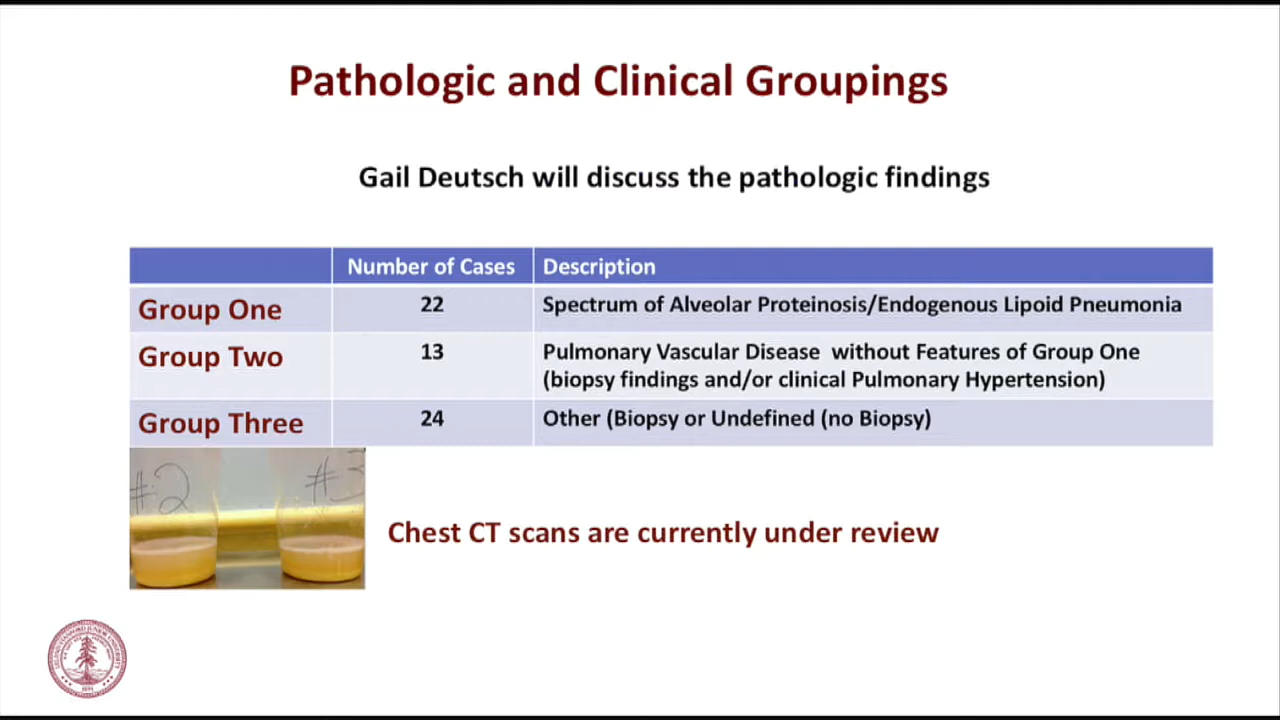 Pathologic and Clinical Groupings
Gail Deutsch will discuss the pathologic findings
Number of Cases Description
Group One 22 Spectrum of Alveolar Proteinosis/Endogenous Lipoid Pneumonia
Group Two 13 Pulmonary Vascular Disease without Features of Group One
(biopsy findings and/or clinical Pulmonary Hypertension)
Group Three 24 Other (Biopsy or Undefined (no Biopsy)
#2 #3
Chest CT scans are currently under review